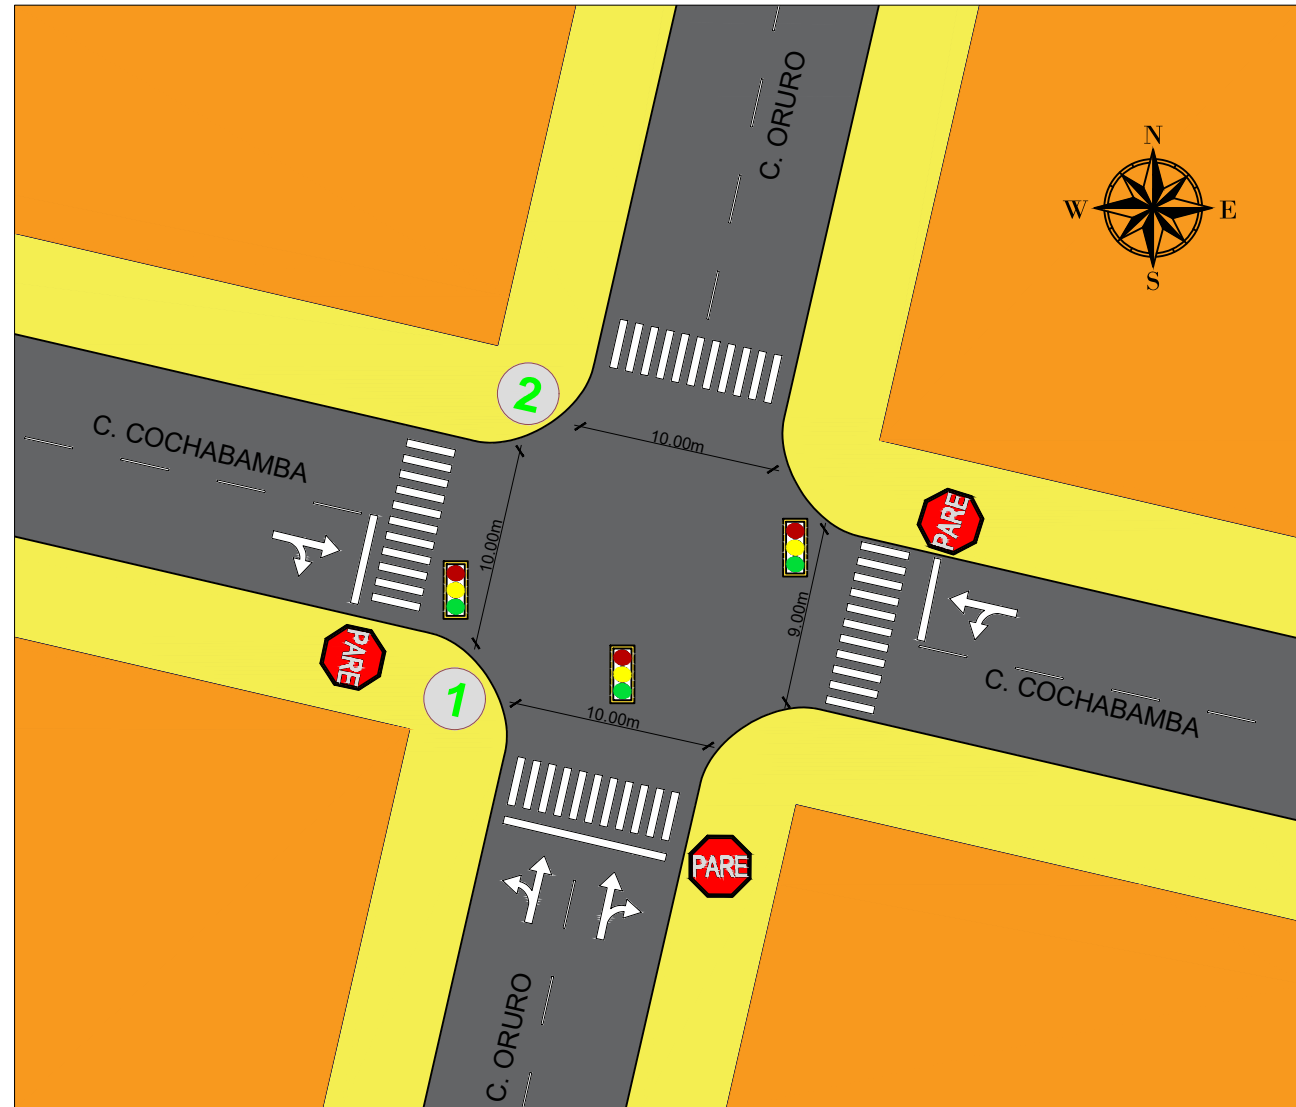 C. ORURO
N
W
E
S
2
C. COCHABAMBA
10.00m
PARE
10.00m
9.00m
PARE
1
10.00m
C. COCHABAMBA
PARE
C. ORURO